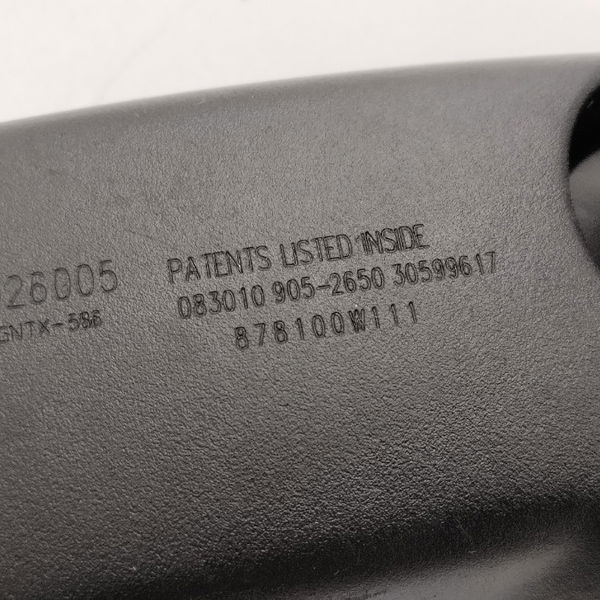 26005
GNTX-586
PATENTS LISTED INSIDE
083010 905-2650 30599617
878100W111